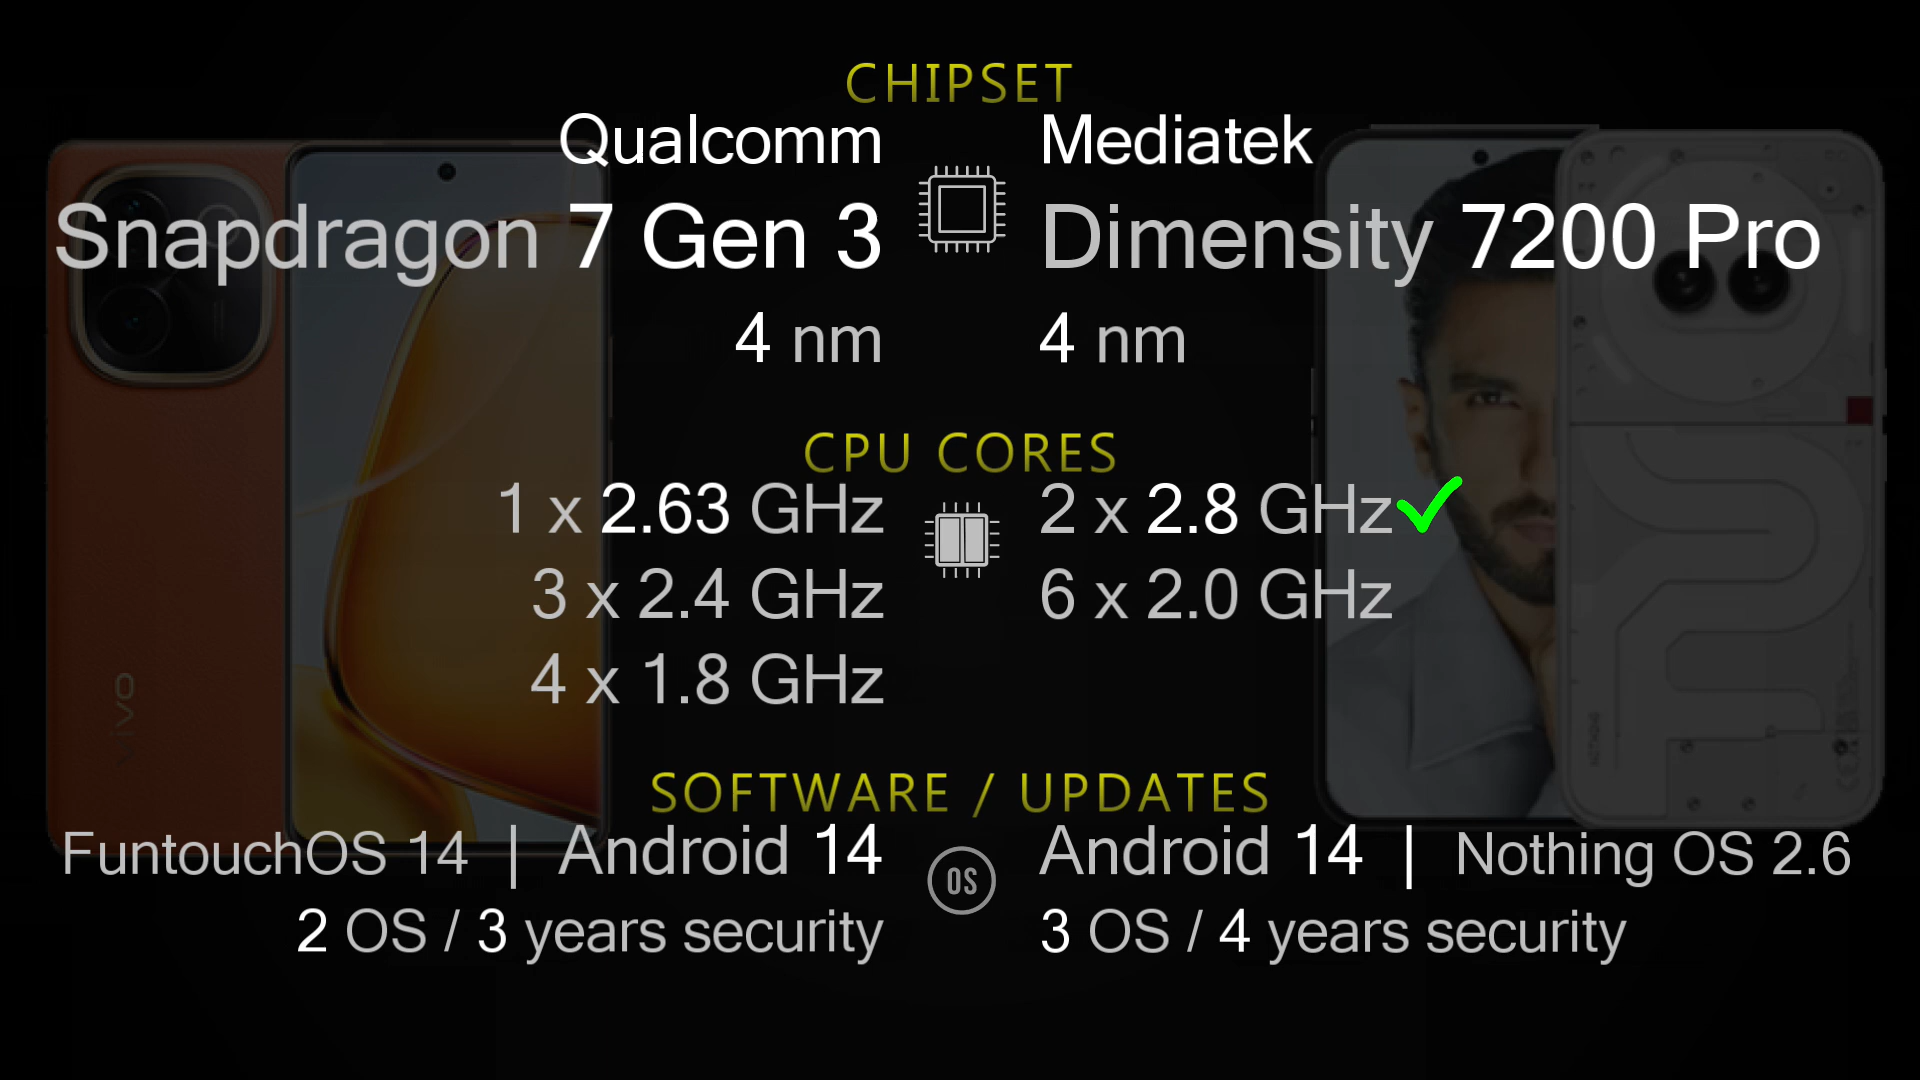 CHIPSET
Qualcomm
Mediatek
Snapdragon 7 Gen 3
Dimensity 7200 Pro
4 nm
4 nm
CPU CORES
1 x 2.63 GHz
2 x 2.8 GHz
3 x 2.4 GHz
6 x 2.0 GHz
4 x 1.8 GHz
SOFTWARE / UPDATES
FuntouchOS 14 | Android 14
OS
Android 14 | Nothing OS 2.6
2 OS / 3 years security
3 OS / 4 years security
vivo
NOTHING